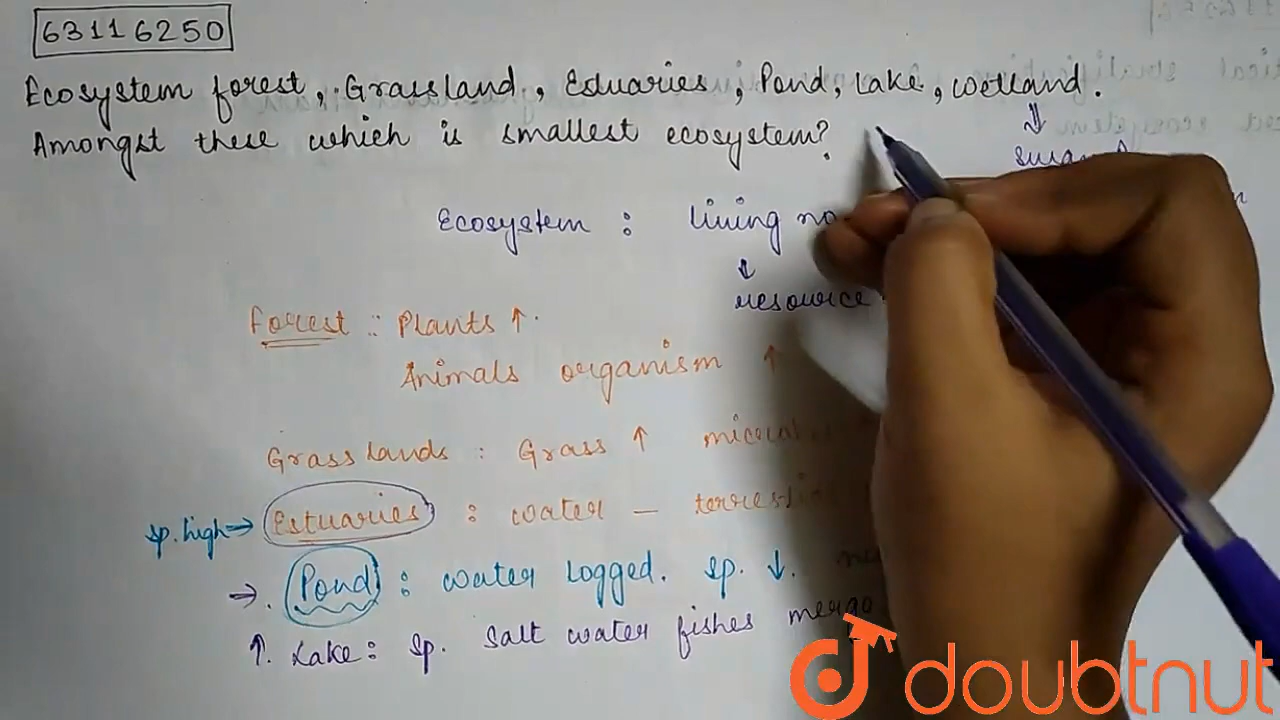 63116250
Ecosystem forest, Grassland, Estuaries, Pond, Lake, wetland.
Amongst these which is smallest ecosystem?
Ecosystem : living
resource
Forest : Plants ↑.
Animals organism ↑
Grasslands : Grass ↑
sp. high → Estuaries : water –
→. Pond : water logged. sp. ↓.
↑. Lake : sp. salt water fishes
doubtnut